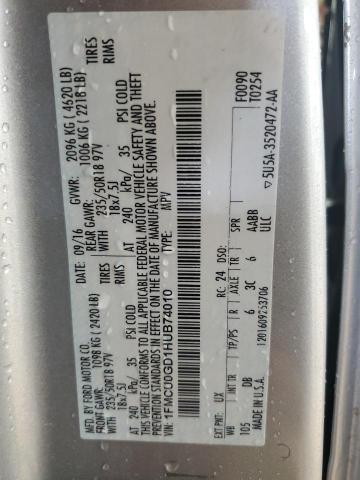 MFD. BY FORD MOTOR CO.
DATE: 09/16 GVWR: 2096 KG ( 4620 LB)
FRONT GAWR: 1098 KG (2420 LB) REAR GAWR: 1006 KG ( 2218 LB)
WITH 235/50R18 97V TIRES WITH 235/50R18 97V TIRES
18x7.5J RIMS 18x7.5J RIMS
AT 240 kPa/ 35 PSI COLD AT 240 kPa/ 35 PSI COLD
THIS VEHICLE CONFORMS TO ALL APPLICABLE FEDERAL MOTOR VEHICLE SAFETY AND THEFT
PREVENTION STANDARDS IN EFFECT ON THE DATE OF MANUFACTURE SHOWN ABOVE.
VIN: 1FMCU0GD1HUB74010
TYPE: MPV
F0090
T0254
EXT PNT: UX RC: 24 DSO:
WB INT TR TP/PS R AXLE TR SPR
105 DB 6 3C 6 AABB
ULC
MADE IN U.S.A. 1201609253706
5U5A-3520472-AA